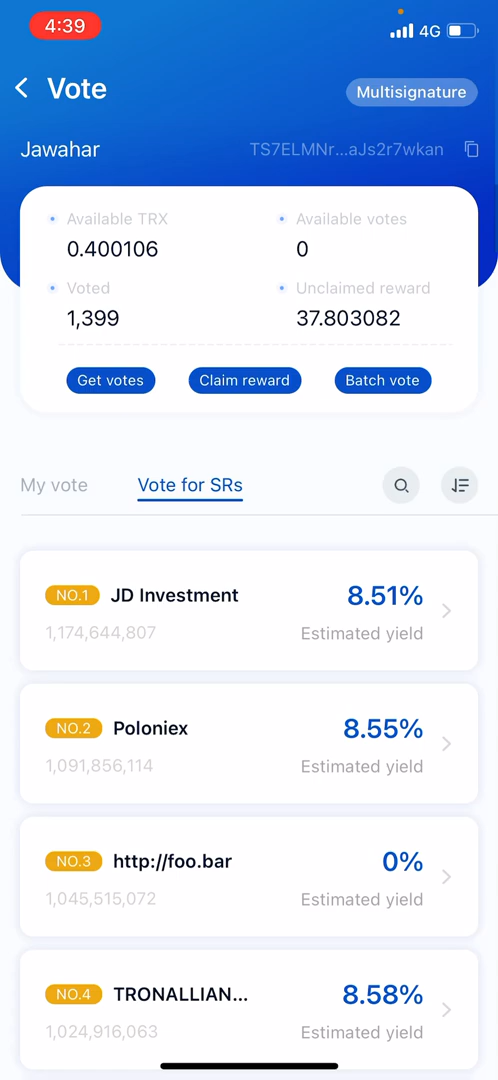 4:39
4G
Vote
Multisignature
Jawahar
TS7ELMNr...aJs2r7wkan
Available TRX
Available votes
0.400106
0
Voted
Unclaimed reward
1,399
37.803082
Get votes
Claim reward
Batch vote
My vote
Vote for SRs
NO.1
JD Investment
8.51%
1,174,644,807
Estimated yield
NO.2
Poloniex
8.55%
1,091,856,114
Estimated yield
NO.3
http://foo.bar
0%
1,045,515,072
Estimated yield
NO.4
TRONALLIAN...
8.58%
1,024,916,063
Estimated yield